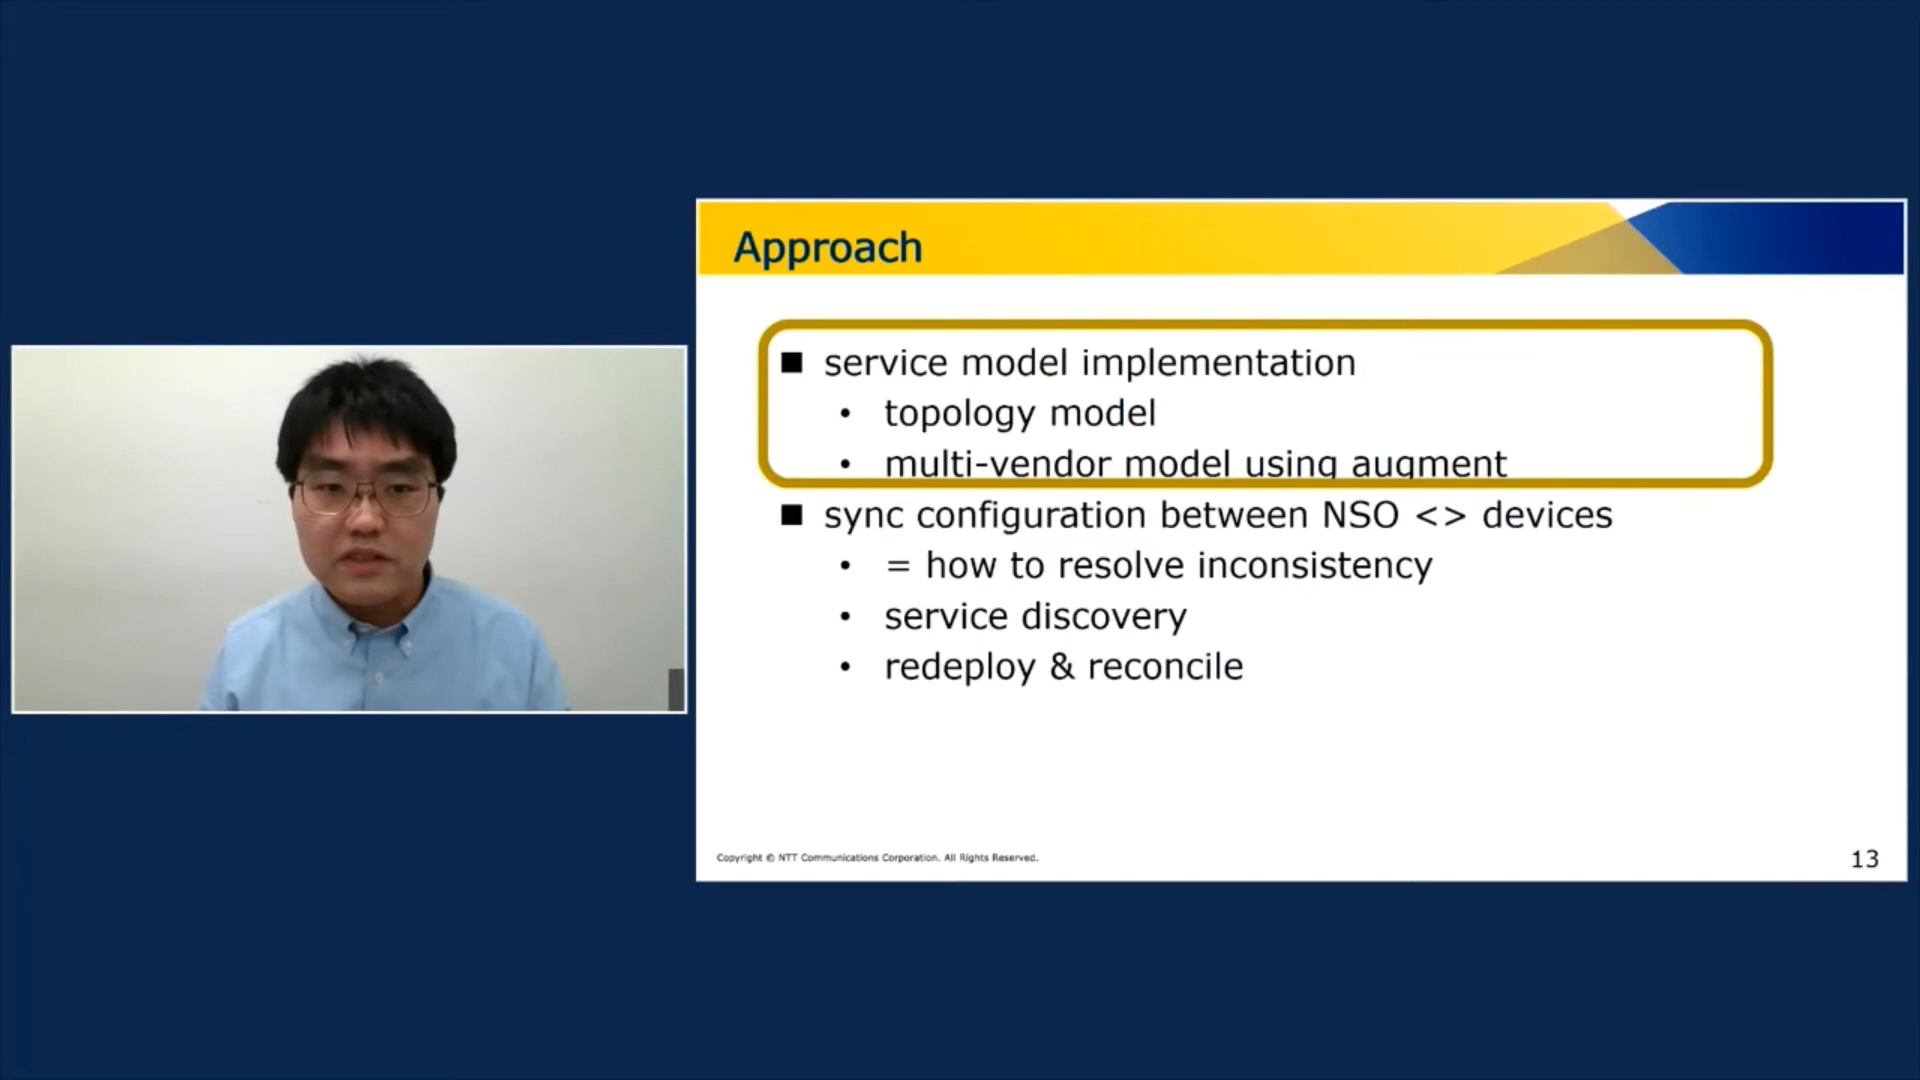 Approach
■ service model implementation
• topology model
• multi-vendor model using augment
■ sync configuration between NSO <> devices
• = how to resolve inconsistency
• service discovery
• redeploy & reconcile
Copyright © NTT Communications Corporation. All Rights Reserved.
13